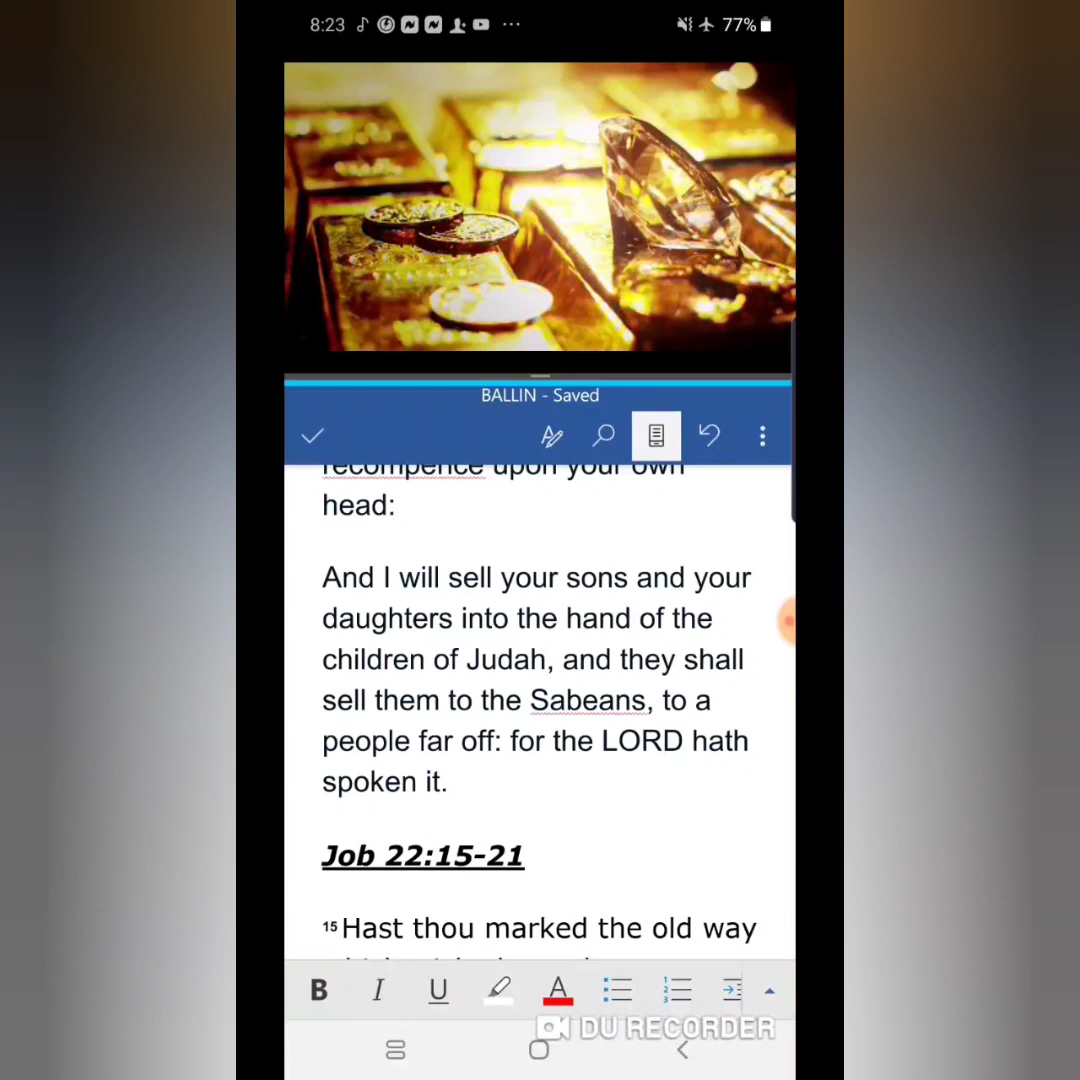 8:23
77%
BALLIN - Saved
recompence upon your own
head:
And I will sell your sons and your
daughters into the hand of the
children of Judah, and they shall
sell them to the Sabeans, to a
people far off: for the LORD hath
spoken it.
Job 22:15-21
15 Hast thou marked the old way
B I U A
DU RECORDER